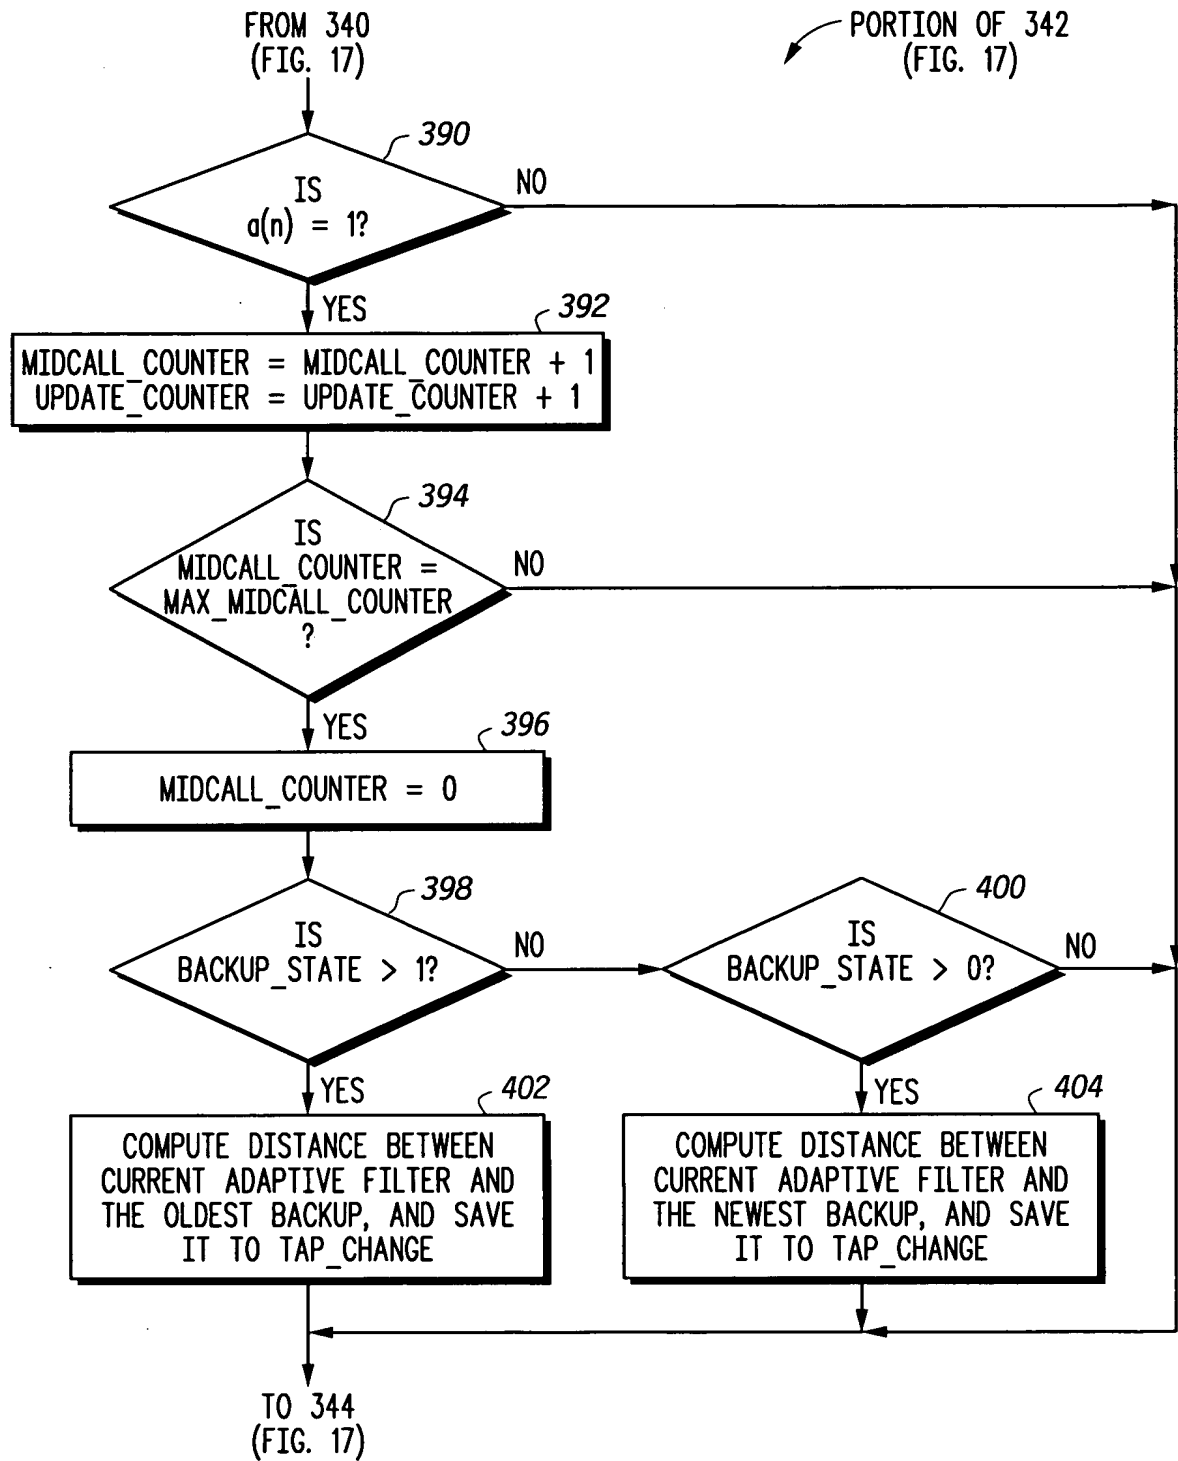 FROM 340
(FIG. 17)
PORTION OF 342
(FIG. 17)
390
IS
a(n) = 1?
NO
YES
392
MIDCALL_COUNTER = MIDCALL_COUNTER + 1
UPDATE_COUNTER = UPDATE_COUNTER + 1
394
IS
MIDCALL_COUNTER =
MAX_MIDCALL_COUNTER
?
NO
YES
396
MIDCALL_COUNTER = 0
398
IS
BACKUP_STATE > 1?
NO
400
IS
BACKUP_STATE > 0?
NO
YES
402
COMPUTE DISTANCE BETWEEN
CURRENT ADAPTIVE FILTER AND
THE OLDEST BACKUP, AND SAVE
IT TO TAP_CHANGE
YES
404
COMPUTE DISTANCE BETWEEN
CURRENT ADAPTIVE FILTER AND
THE NEWEST BACKUP, AND SAVE
IT TO TAP_CHANGE
TO 344
(FIG. 17)